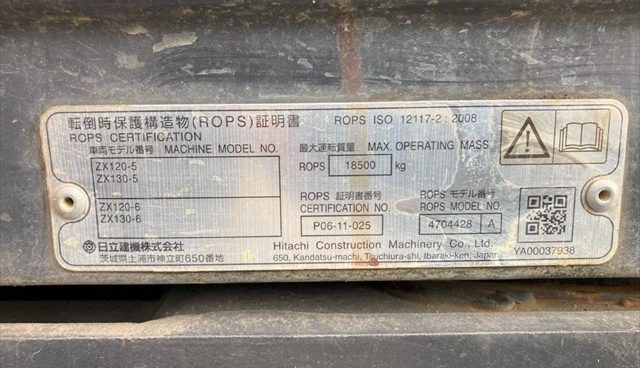 転倒時保護構造物(ROPS)証明書 ROPS ISO 12117-2 : 2008
ROPS CERTIFICATION
車両モデル番号 MACHINE MODEL NO. 最大運転質量 MAX. OPERATING MASS
ZX120-5
ZX130-5
ROPS 18500 kg
ZX120-6
ZX130-6
ROPS 証明書番号 ROPS モデル番号
CERTIFICATION NO. ROPS MODEL NO.
P06-11-025 4704428 A
日立建機株式会社 Hitachi Construction Machinery Co., Ltd.
茨城県土浦市神立町650番地 650, Kandatsu-machi, Tsuchiura-shi, Ibaraki-ken, Japan
YA00037938